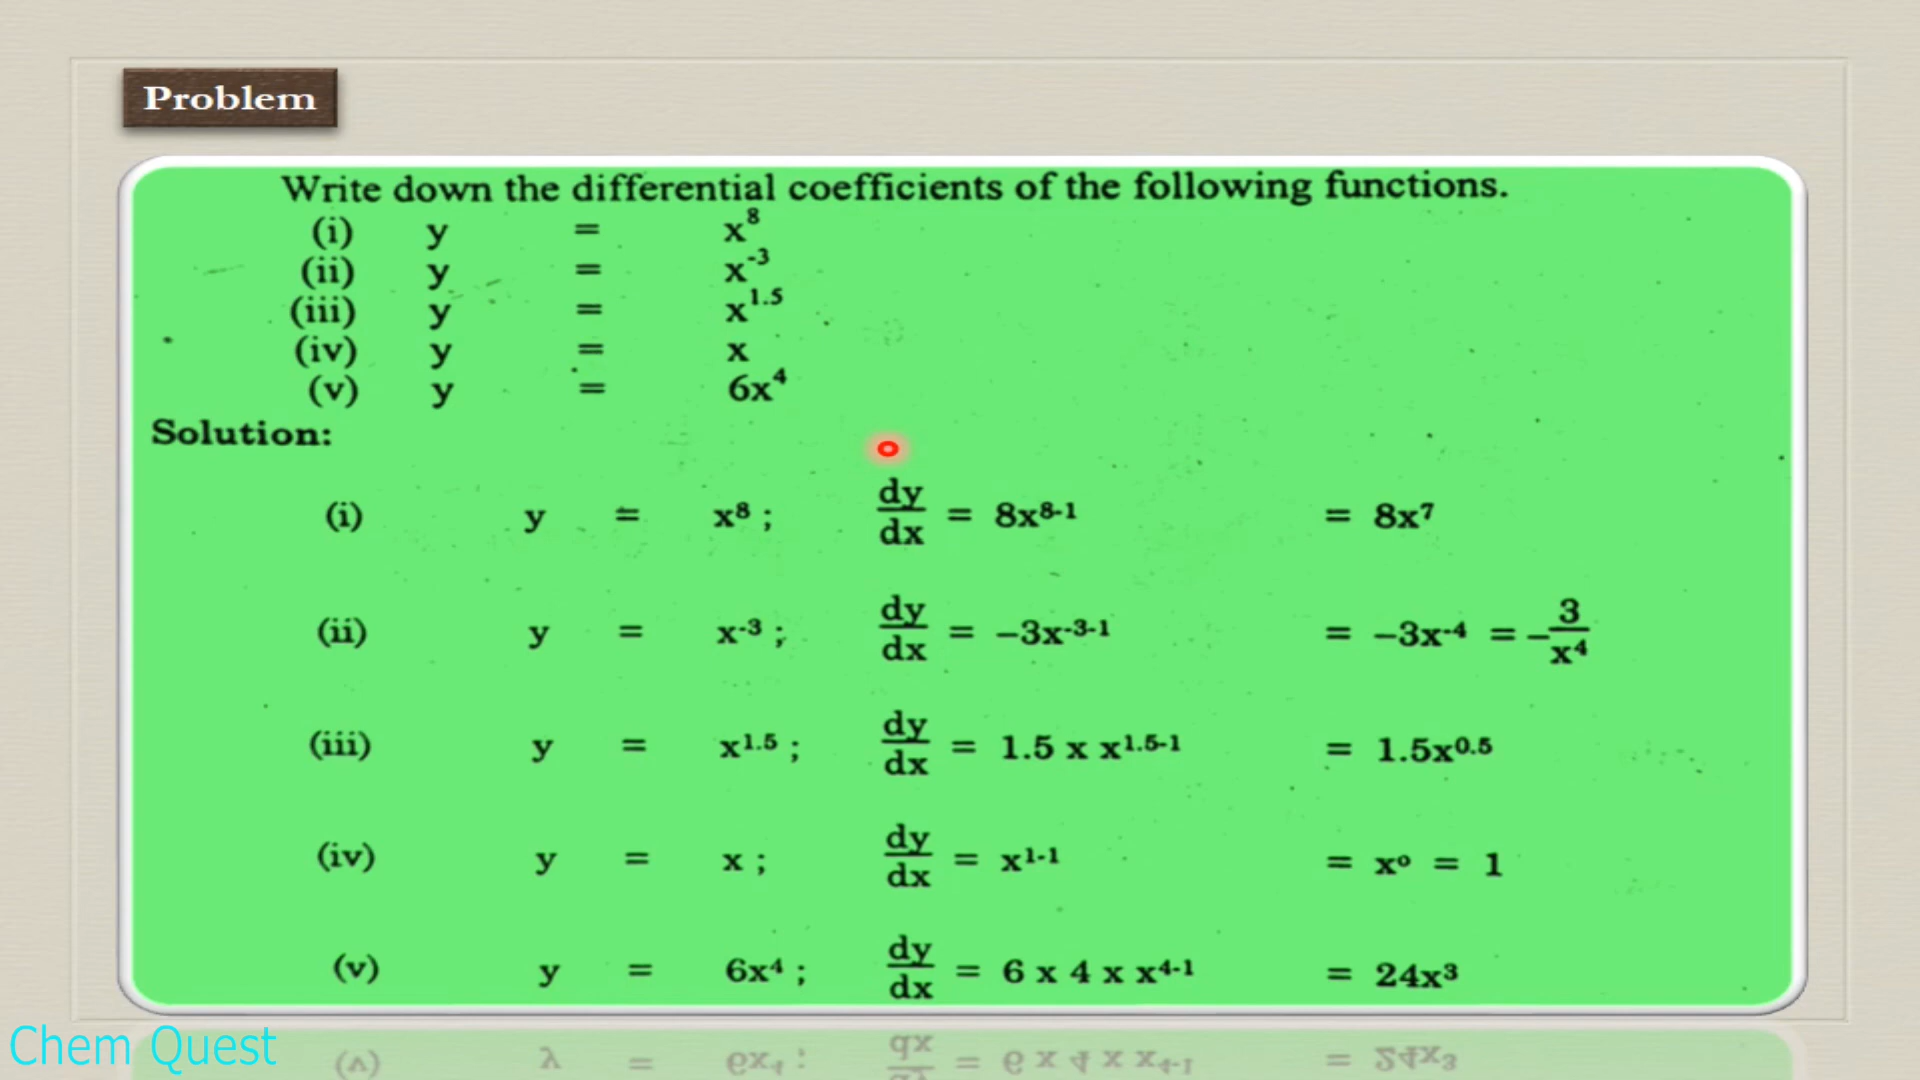 Problem
Write down the differential coefficients of the following functions.
(i) y = x⁸
(ii) y = x⁻³
(iii) y = x¹·⁵
(iv) y = x
(v) y = 6x⁴
Solution:
(i) y = x⁸ ; dy/dx = 8x⁸⁻¹ = 8x⁷
(ii) y = x⁻³ ; dy/dx = –3x⁻³⁻¹ = –3x⁻⁴ = –3/x⁴
(iii) y = x¹·⁵ ; dy/dx = 1.5 x x¹·⁵⁻¹ = 1.5x⁰·⁵
(iv) y = x ; dy/dx = x¹⁻¹ = x⁰ = 1
(v) y = 6x⁴ ; dy/dx = 6 x 4 x x⁴⁻¹ = 24x³
Chem Quest